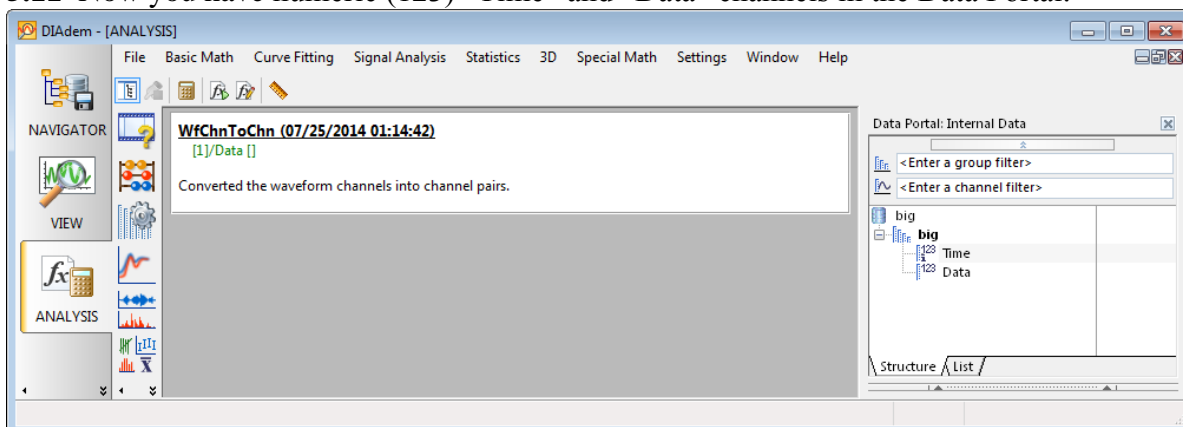 3.22 Now you have numeric (123) "Time" and "Data" channels in the Data Portal.
DIAdem - [ANALYSIS]
File Basic Math Curve Fitting Signal Analysis Statistics 3D Special Math Settings Window Help
NAVIGATOR
VIEW
ANALYSIS
WfChnToChn (07/25/2014 01:14:42)
[1]/Data []
Converted the waveform channels into channel pairs.
Data Portal: Internal Data
<Enter a group filter>
<Enter a channel filter>
big
big
123 Time
123 Data
Structure List